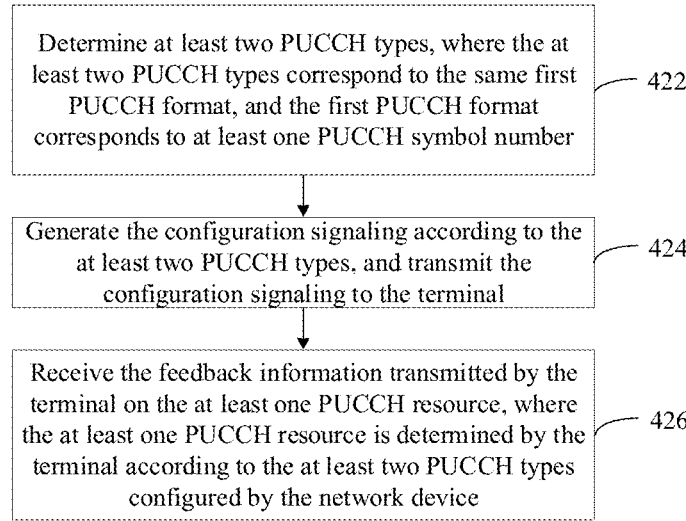 Determine at least two PUCCH types, where the at
least two PUCCH types correspond to the same first
PUCCH format, and the first PUCCH format
corresponds to at least one PUCCH symbol number
422
Generate the configuration signaling according to the
at least two PUCCH types, and transmit the
configuration signaling to the terminal
424
Receive the feedback information transmitted by the
terminal on the at least one PUCCH resource, where
the at least one PUCCH resource is determined by the
terminal according to the at least two PUCCH types
configured by the network device
426